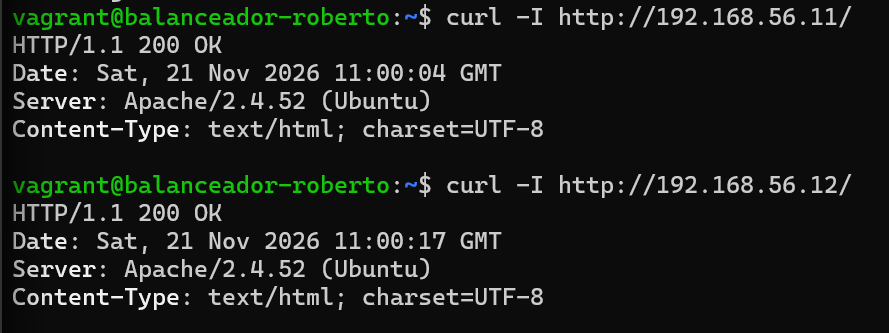 vagrant@balanceador-roberto:~$ curl -I http://192.168.56.11/
HTTP/1.1 200 OK
Date: Sat, 21 Nov 2026 11:00:04 GMT
Server: Apache/2.4.52 (Ubuntu)
Content-Type: text/html; charset=UTF-8
vagrant@balanceador-roberto:~$ curl -I http://192.168.56.12/
HTTP/1.1 200 OK
Date: Sat, 21 Nov 2026 11:00:17 GMT
Server: Apache/2.4.52 (Ubuntu)
Content-Type: text/html; charset=UTF-8